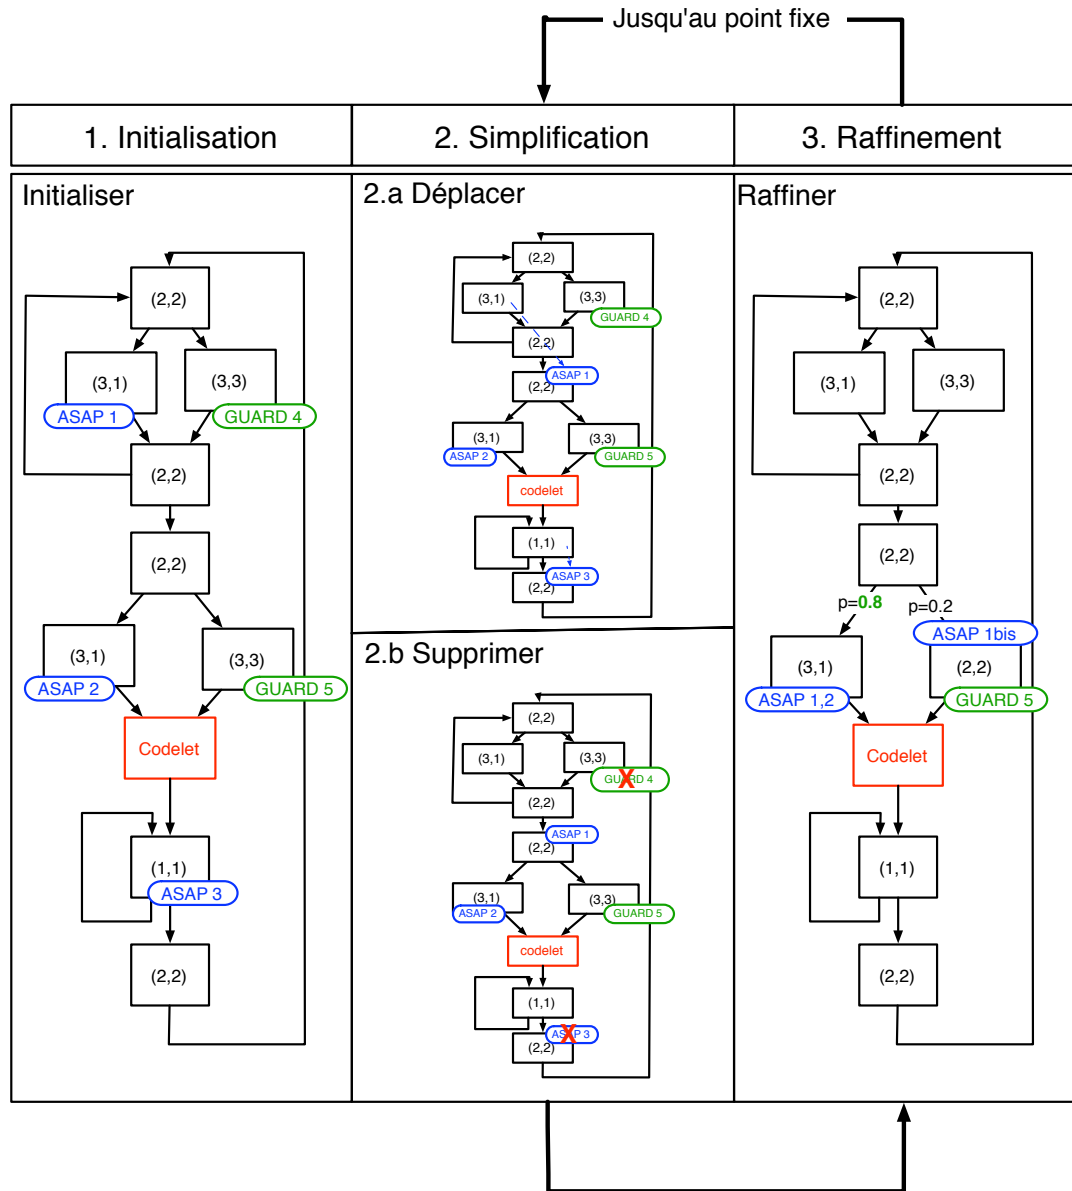 Jusqu'au point fixe
1. Initialisation
2. Simplification
3. Raffinement
Initialiser
(2,2)
(3,1)
(3,3)
ASAP 1
GUARD 4
(2,2)
(2,2)
(3,1)
(3,3)
ASAP 2
GUARD 5
Codelet
(1,1)
ASAP 3
(2,2)
2.a Déplacer
(2,2)
(3,1)
(3,3)
GUARD 4
(2,2)
ASAP 1
(2,2)
(3,1)
(3,3)
ASAP 2
GUARD 5
codelet
(1,1)
ASAP 3
(2,2)
2.b Supprimer
(2,2)
(3,1)
(3,3)
GUARD 4
X
(2,2)
ASAP 1
(2,2)
(3,1)
(3,3)
ASAP 2
GUARD 5
codelet
(1,1)
ASAP 3
X
(2,2)
Raffiner
(2,2)
(3,1)
(3,3)
(2,2)
(2,2)
p=0.8
p=0.2
ASAP 1bis
(3,1)
(2,2)
ASAP 1,2
GUARD 5
Codelet
(1,1)
(2,2)